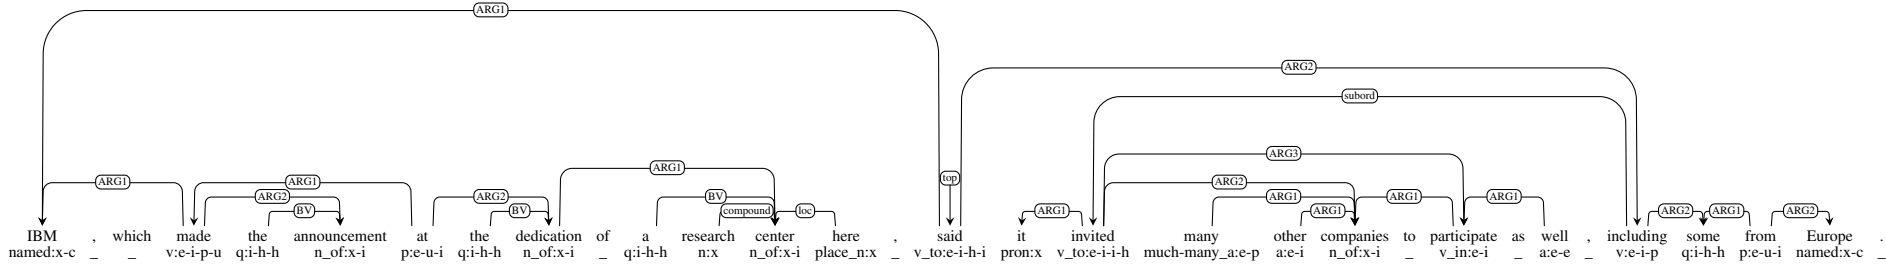 ARG1
ARG2
subord
ARG3
ARG1 top
ARG1 ARG1 ARG2
ARG2 ARG2 BV ARG1 ARG1 ARG1 ARG2 ARG1 ARG2
BV BV compound loc ARG1 ARG1
IBM , which made the announcement at the dedication of a research center here , said it invited many other companies to participate as well , including some from Europe .
named:x-c _ _ v:e-i-p-u q:i-h-h n_of:x-i p:e-u-i q:i-h-h n_of:x-i _ q:i-h-h n:x n_of:x-i place_n:x _ v_to:e-i-h-i pron:x v_to:e-i-i-h much-many_a:e-p a:e-i n_of:x-i _ v_in:e-i _ a:e-e _ v:e-i-p q:i-h-h p:e-u-i named:x-c _